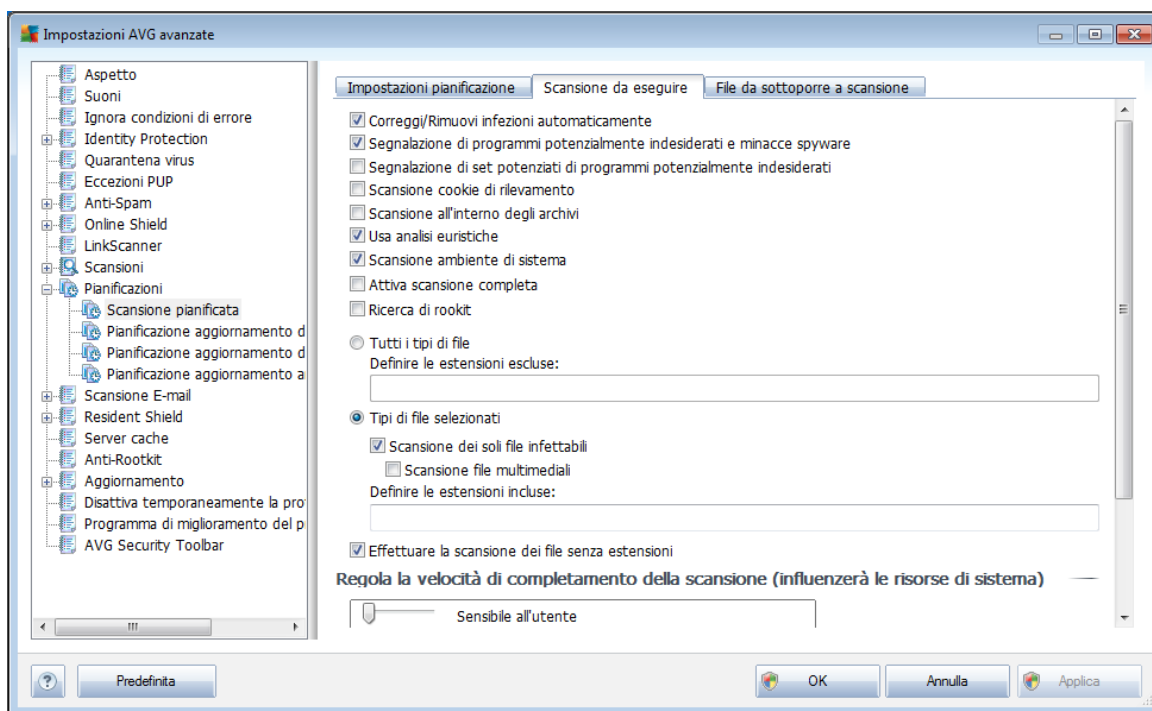 Impostazioni AVG avanzate
Aspetto
Suoni
Ignora condizioni di errore
Identity Protection
Quarantena virus
Eccezioni PUP
Anti-Spam
Online Shield
LinkScanner
Scansioni
Pianificazioni
Scansione pianificata
Pianificazione aggiornamento d
Pianificazione aggiornamento d
Pianificazione aggiornamento a
Scansione E-mail
Resident Shield
Server cache
Anti-Rootkit
Aggiornamento
Disattiva temporaneamente la pro
Programma di miglioramento del p
AVG Security Toolbar
Impostazioni pianificazione
Scansione da eseguire
File da sottoporre a scansione
Correggi/Rimuovi infezioni automaticamente
Segnalazione di programmi potenzialmente indesiderati e minacce spyware
Segnalazione di set potenziati di programmi potenzialmente indesiderati
Scansione cookie di rilevamento
Scansione all'interno degli archivi
Usa analisi euristiche
Scansione ambiente di sistema
Attiva scansione completa
Ricerca di rookit
Tutti i tipi di file
Definire le estensioni escluse:
Tipi di file selezionati
Scansione dei soli file infettabili
Scansione file multimediali
Definire le estensioni incluse:
Effettuare la scansione dei file senza estensioni
Regola la velocità di completamento della scansione (influenzerà le risorse di sistema)
Sensibile all'utente
?
Predefinita
OK
Annulla
Applica